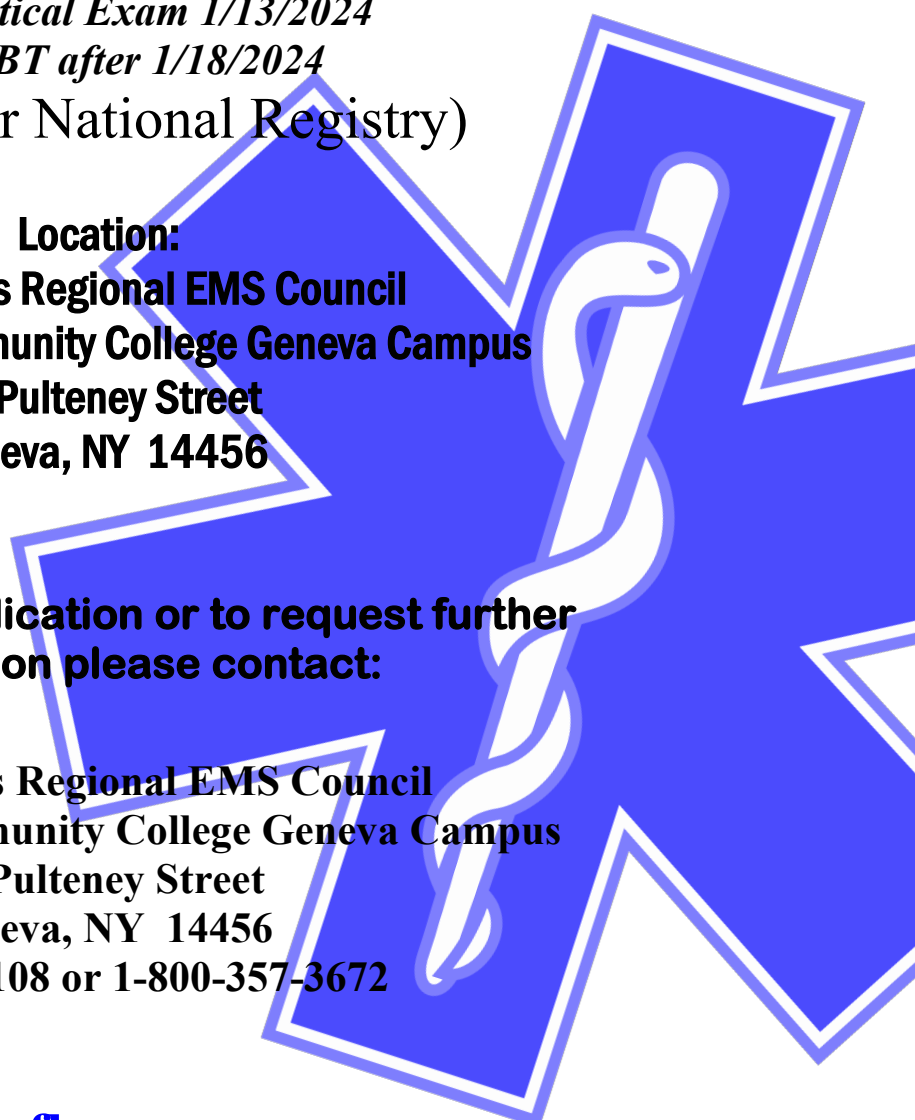 tical Exam 1/13/2024
BT after 1/18/2024
r National Registry)
Location:
s Regional EMS Council
munity College Geneva Campus
Pulteney Street
eva, NY 14456
lication or to request further
on please contact:
s Regional EMS Council
munity College Geneva Campus
Pulteney Street
eva, NY 14456
108 or 1-800-357-3672